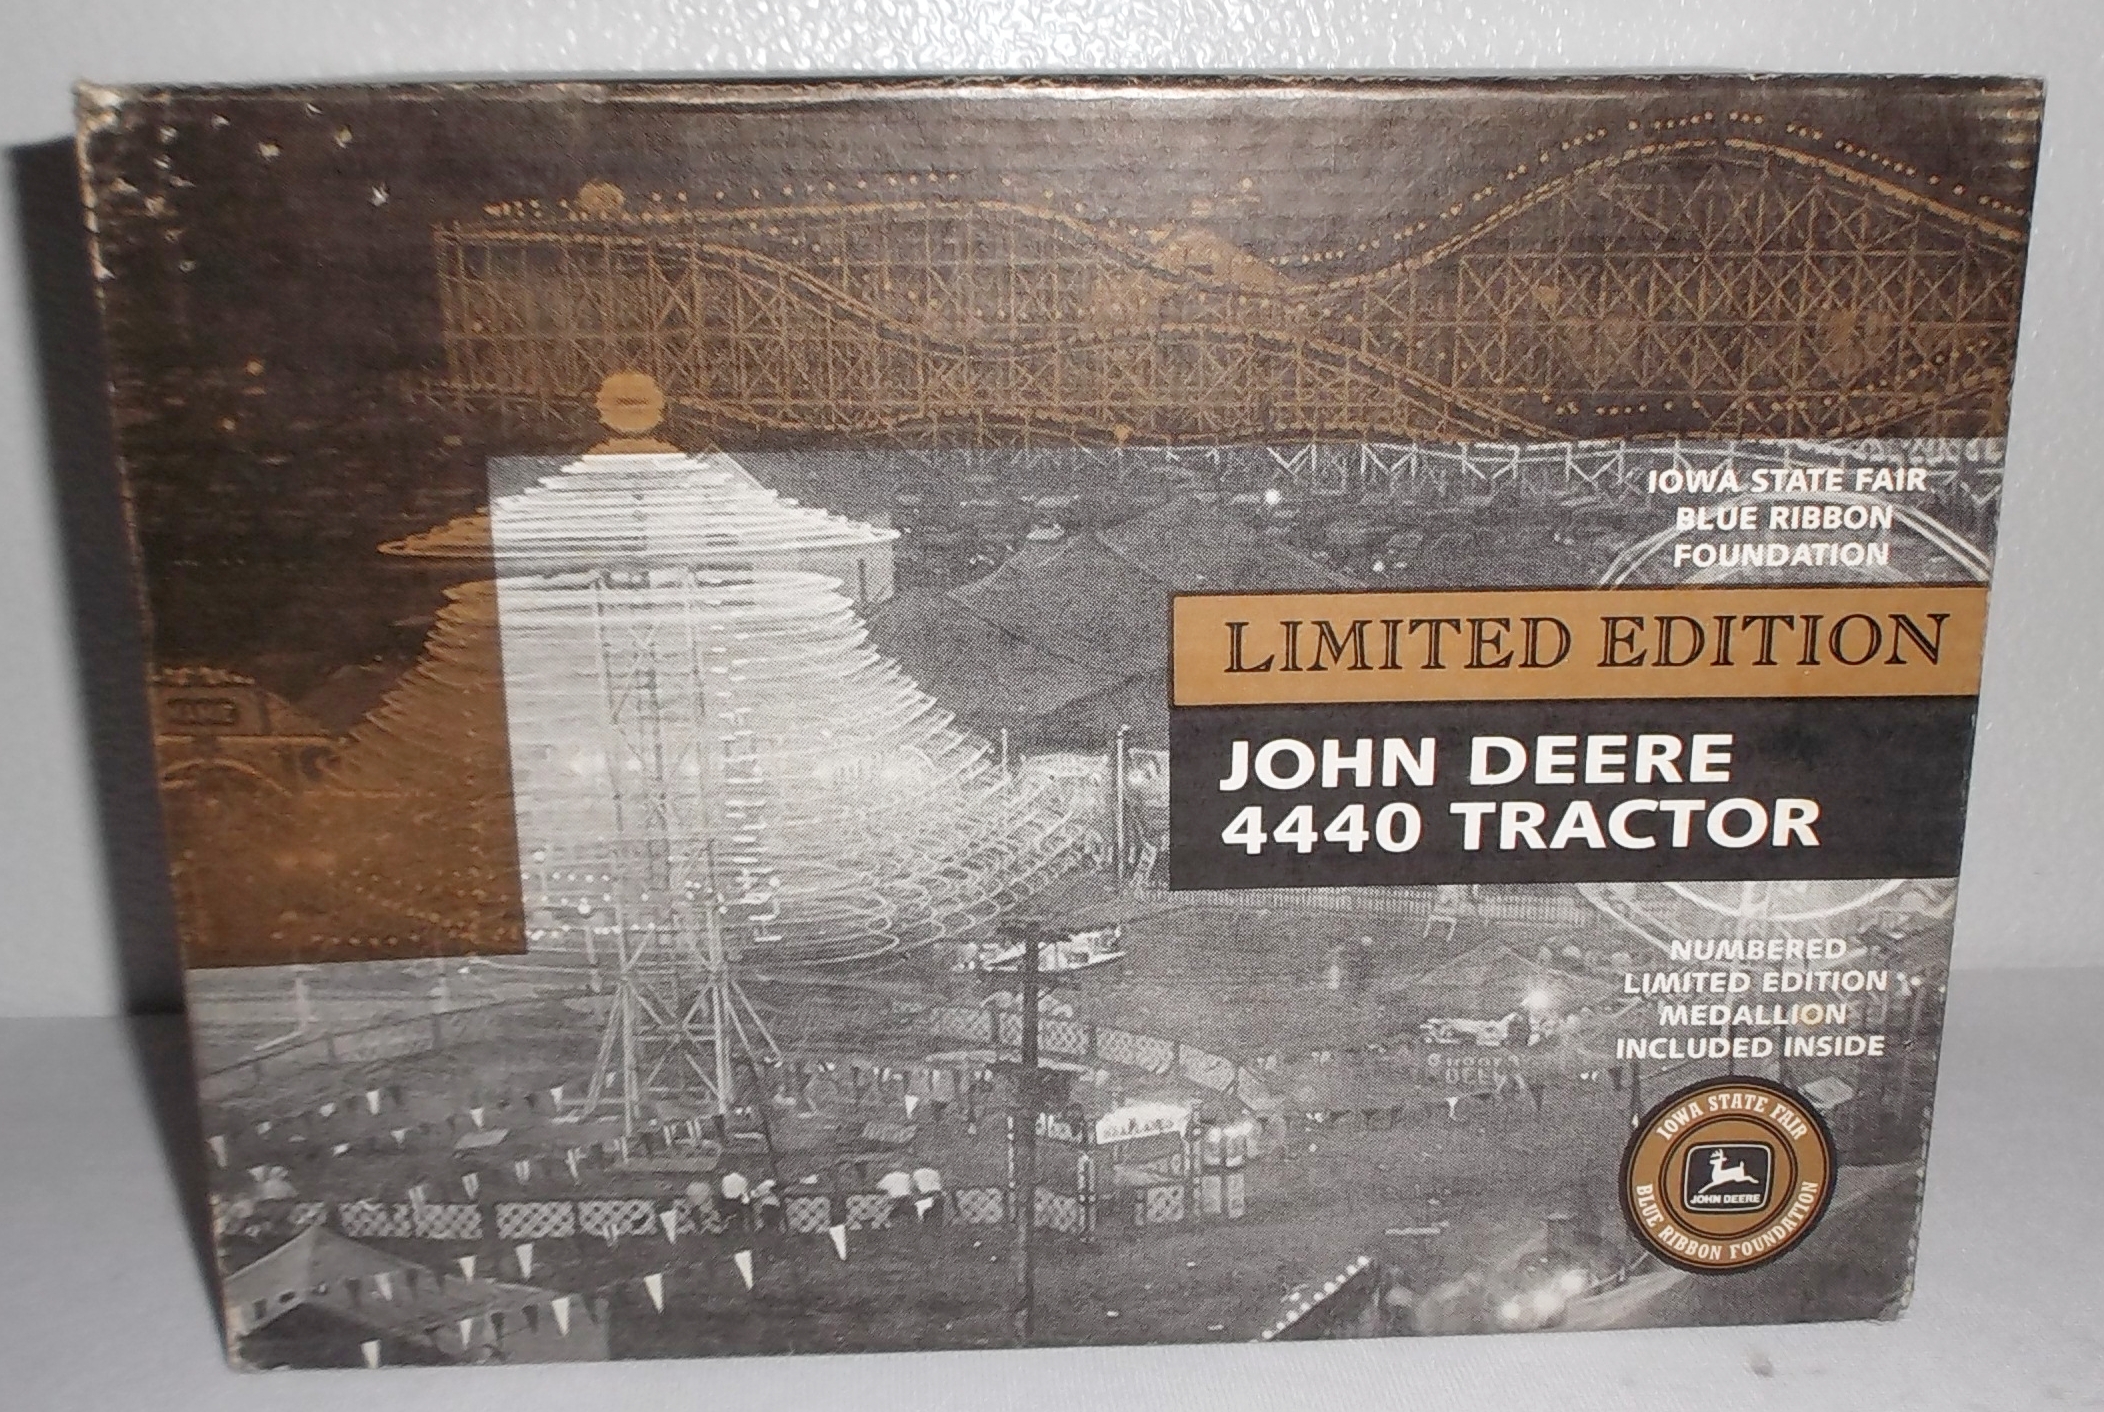 IOWA STATE FAIR
BLUE RIBBON
FOUNDATION
LIMITED EDITION
JOHN DEERE
4440 TRACTOR
NUMBERED
LIMITED EDITION
MEDALLION
INCLUDED INSIDE
IOWA STATE FAIR
JOHN DEERE
BLUE RIBBON FOUNDATION